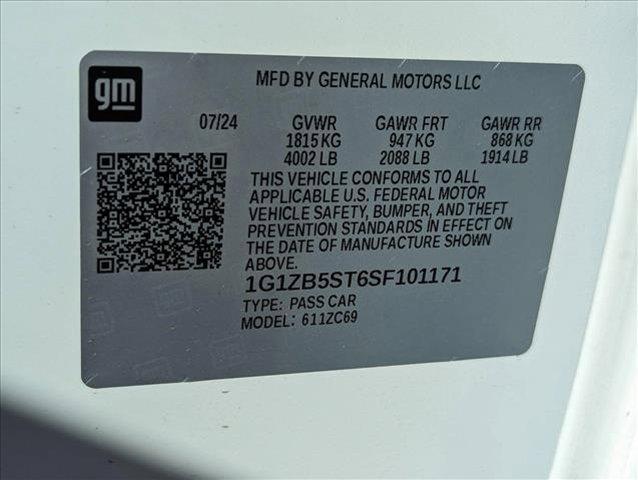 gm
MFD BY GENERAL MOTORS LLC
07/24 GVWR GAWR FRT GAWR RR
1815 KG 947 KG 868 KG
4002 LB 2088 LB 1914 LB
THIS VEHICLE CONFORMS TO ALL
APPLICABLE U.S. FEDERAL MOTOR
VEHICLE SAFETY, BUMPER, AND THEFT
PREVENTION STANDARDS IN EFFECT ON
THE DATE OF MANUFACTURE SHOWN
ABOVE.
1G1ZB5ST6SF101171
TYPE: PASS CAR
MODEL: 611ZC69